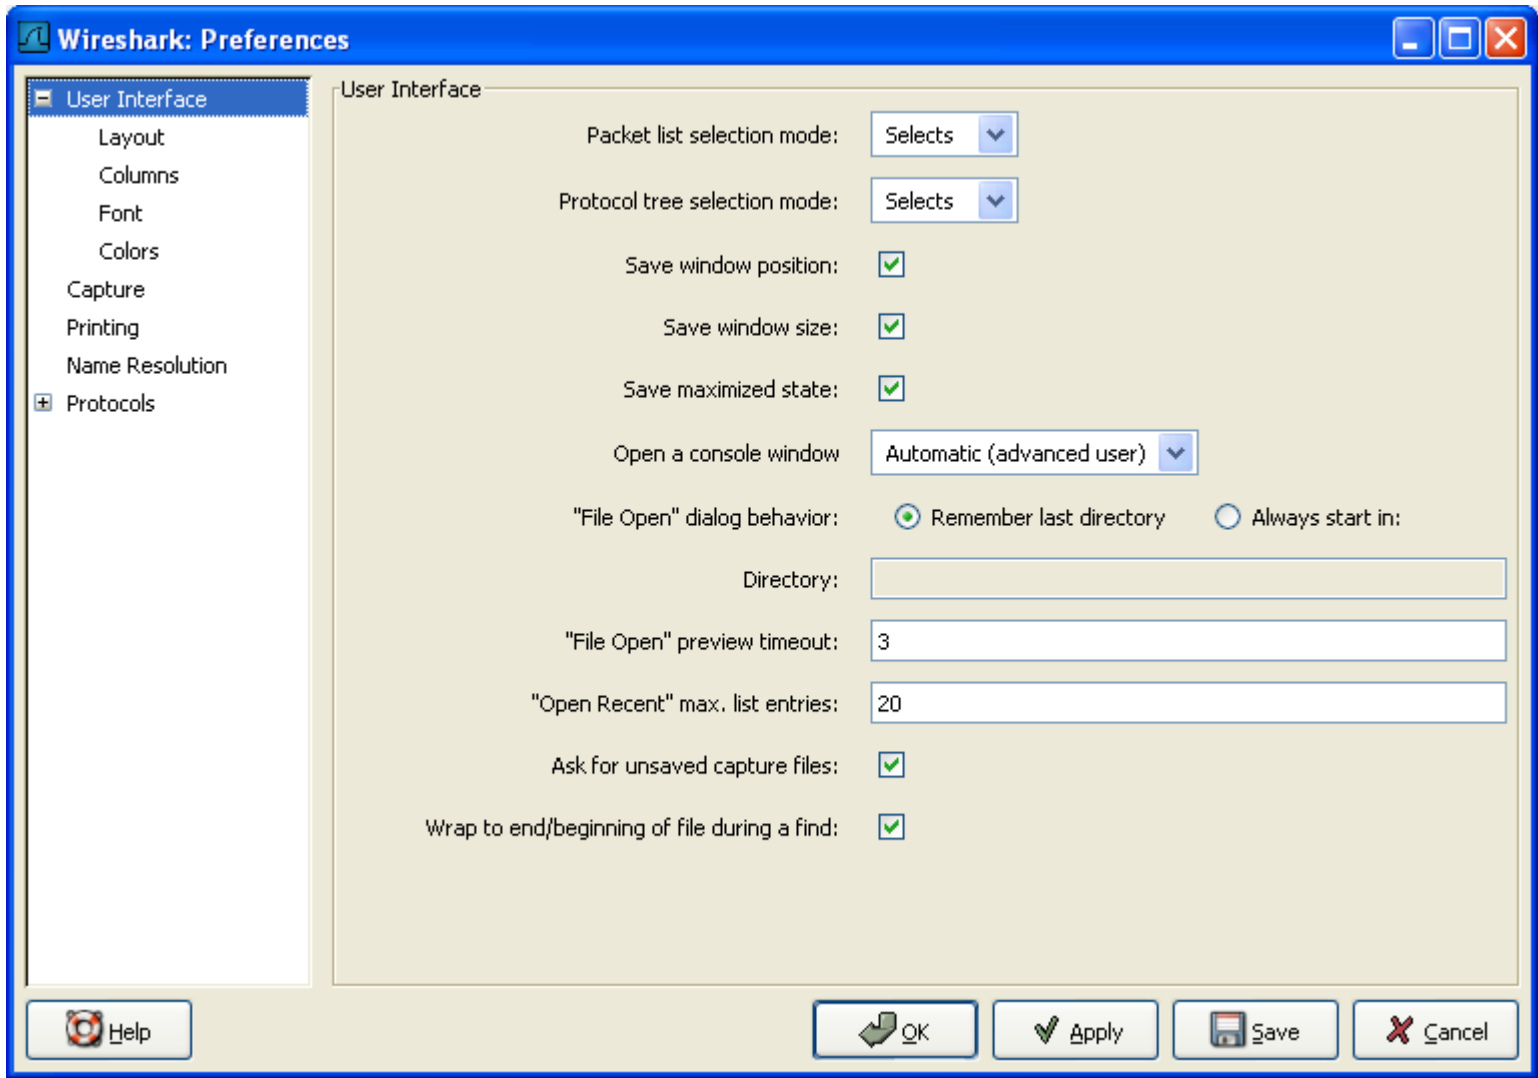 Wireshark: Preferences
User Interface
Layout
Columns
Font
Colors
Capture
Printing
Name Resolution
Protocols
User Interface
Packet list selection mode: Selects
Protocol tree selection mode: Selects
Save window position:
Save window size:
Save maximized state:
Open a console window Automatic (advanced user)
"File Open" dialog behavior: Remember last directory Always start in:
Directory:
"File Open" preview timeout: 3
"Open Recent" max. list entries: 20
Ask for unsaved capture files:
Wrap to end/beginning of file during a find:
Help OK Apply Save Cancel